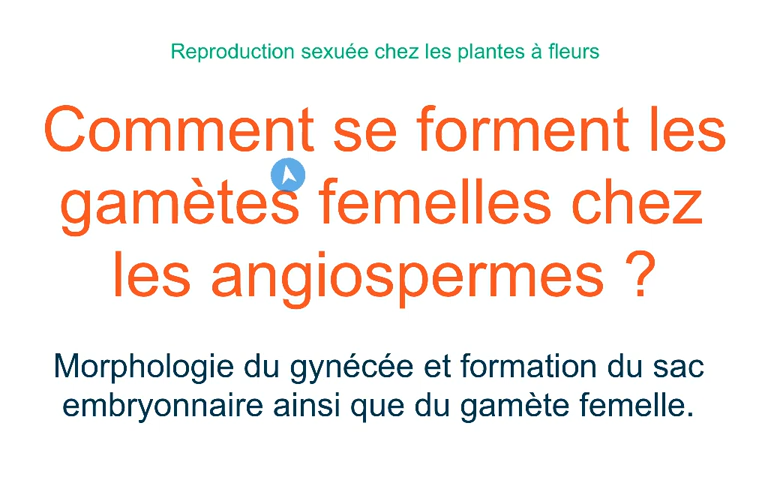 Reproduction sexuée chez les plantes à fleurs
Comment se forment les
gamètes femelles chez
les angiospermes ?
Morphologie du gynécée et formation du sac
embryonnaire ainsi que du gamète femelle.